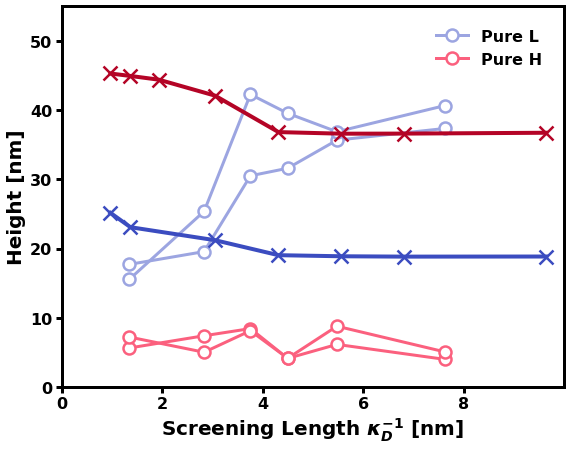 Pure L
Pure H
50
40
30
20
10
0
Height [nm]
0 2 4 6 8
Screening Length κ_D^{-1} [nm]